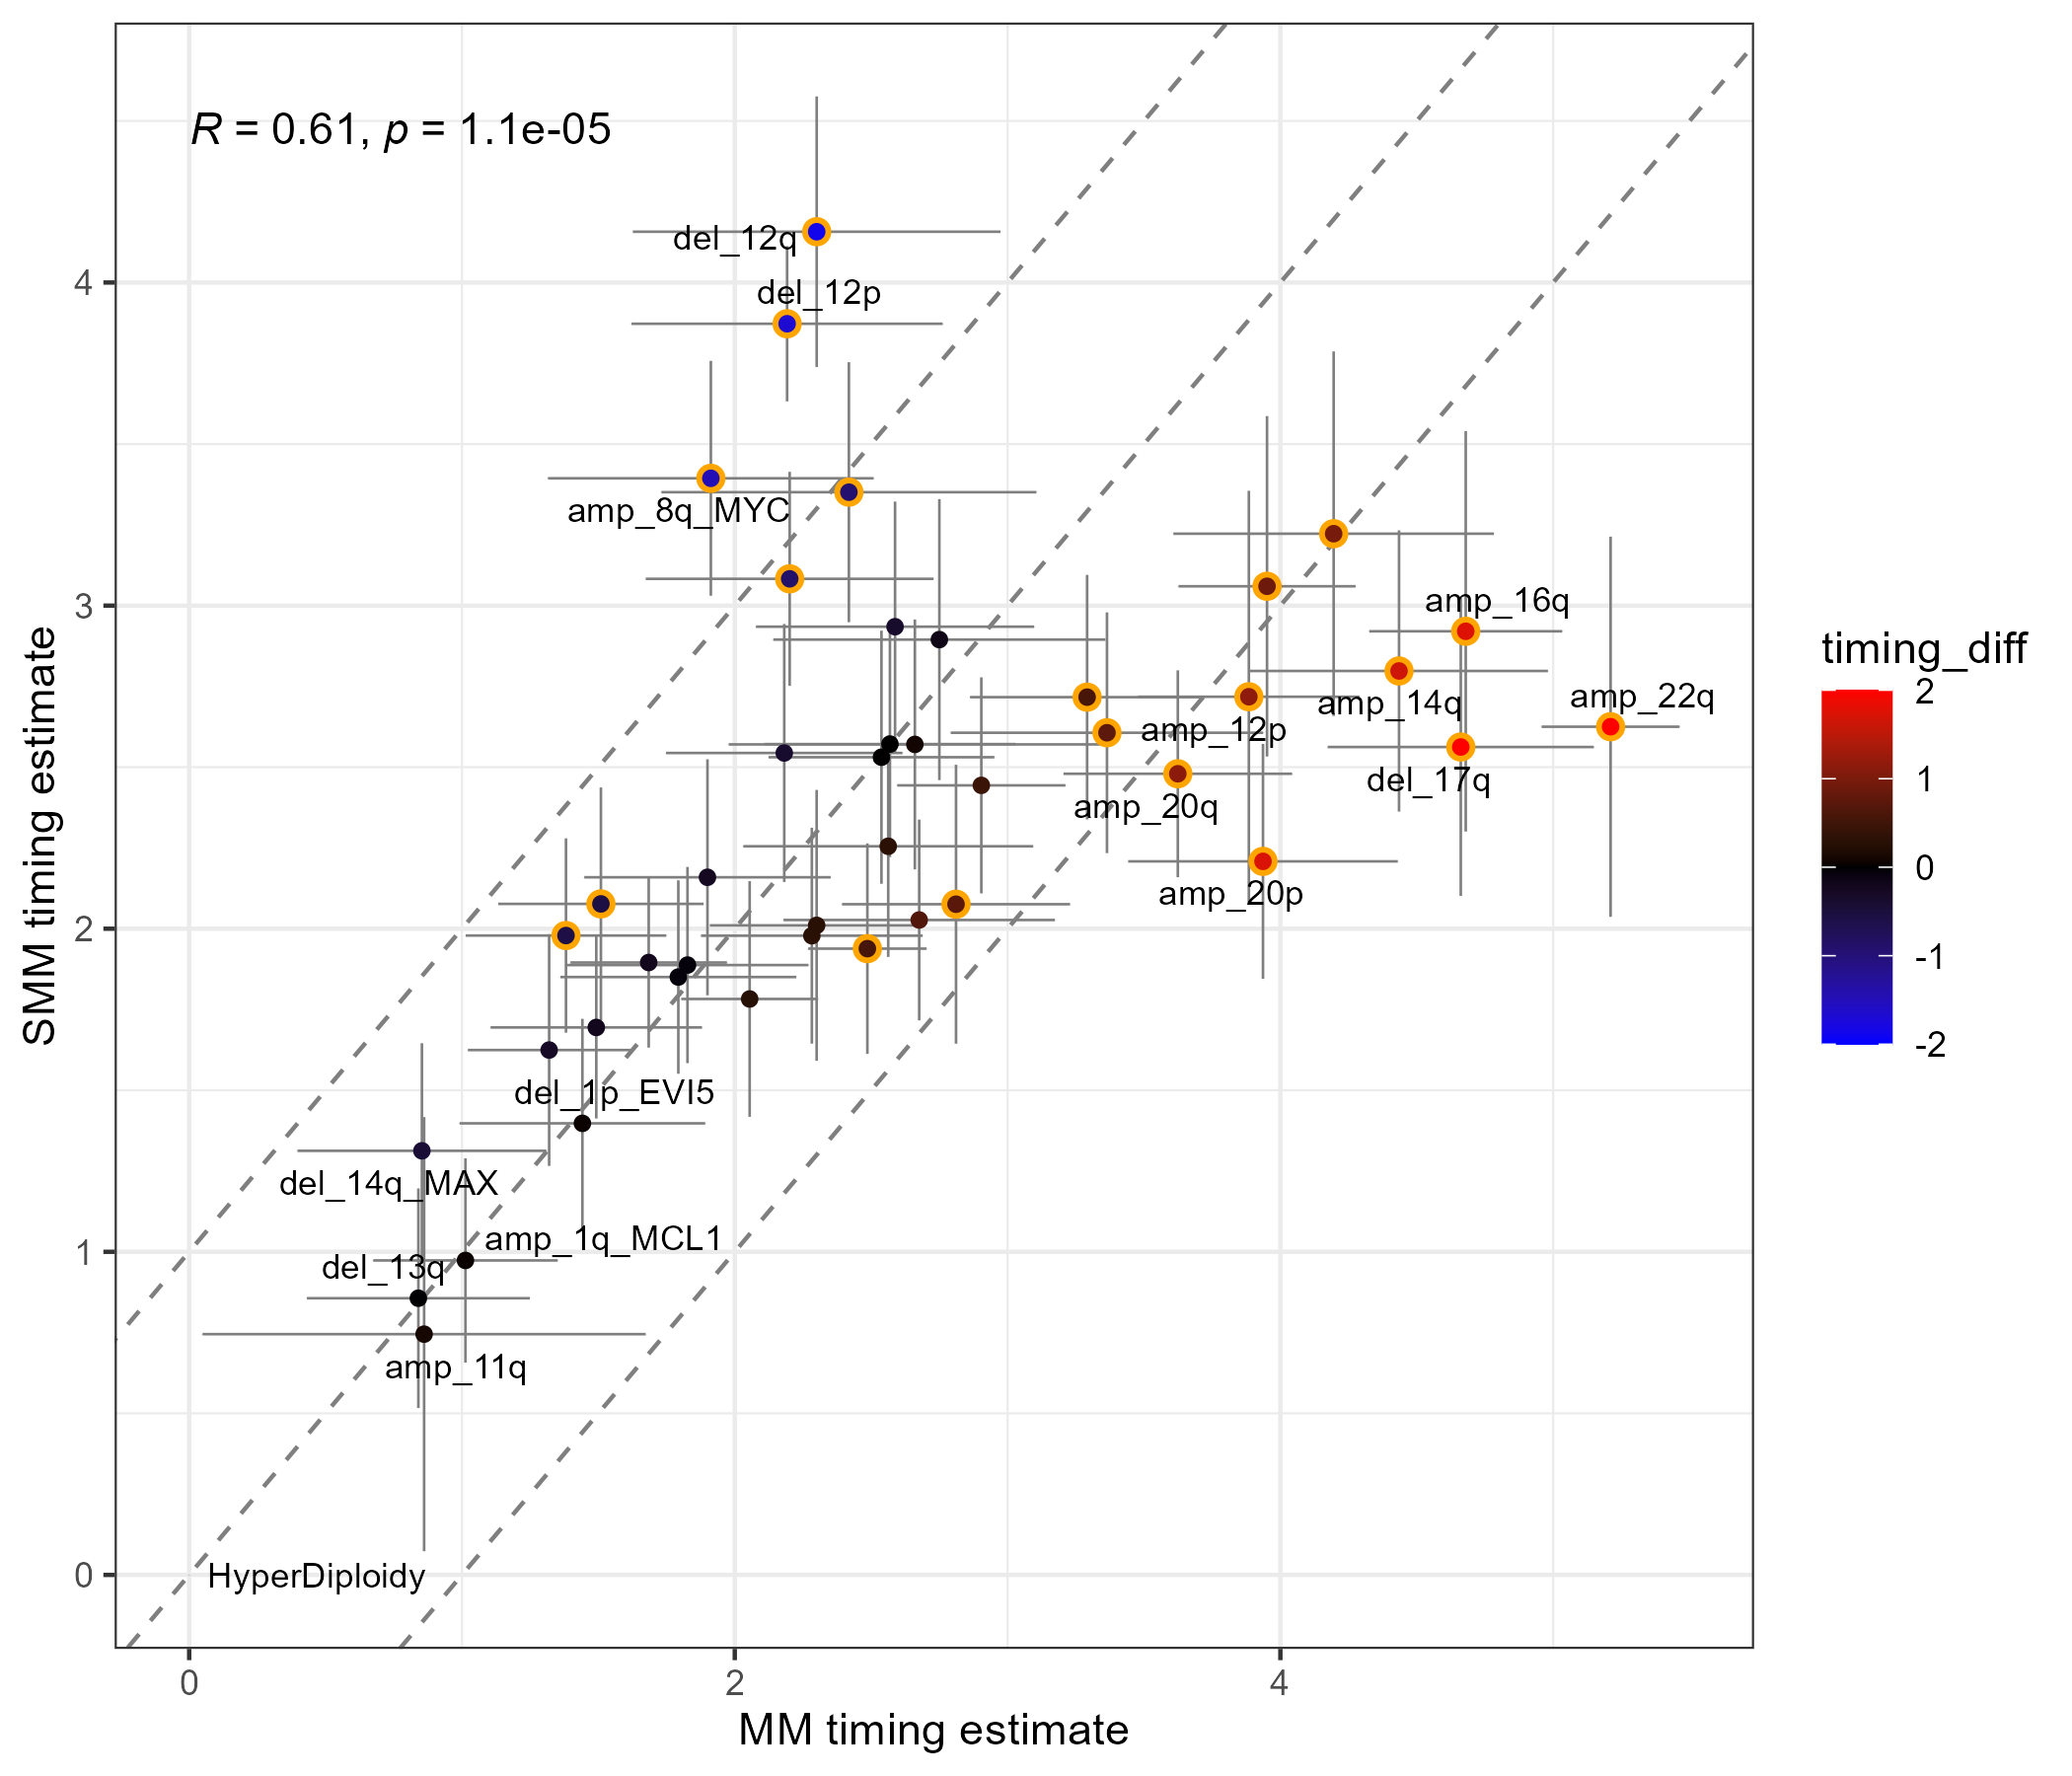 R = 0.61, p = 1.1e-05
del_12q
del_12p
amp_8q_MYC
amp_16q
amp_22q
amp_14q
amp_12p
del_17q
amp_20q
amp_20p
del_1p_EVI5
del_14q_MAX
amp_1q_MCL1
del_13q
amp_11q
HyperDiploidy
4
3
2
1
0
0
2
4
SMM timing estimate
MM timing estimate
timing_diff
2
1
0
-1
-2